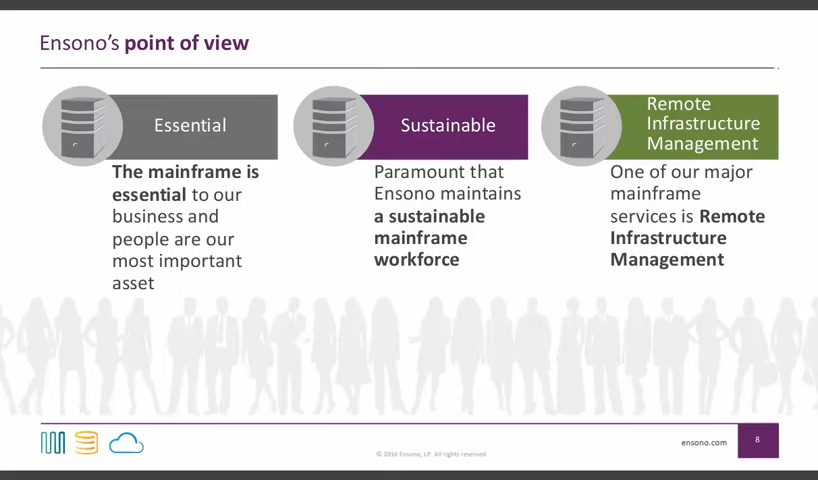 Ensono's point of view
Essential
The mainframe is
essential to our
business and
people are our
most important
asset
Sustainable
Paramount that
Ensono maintains
a sustainable
mainframe
workforce
Remote
Infrastructure
Management
One of our major
mainframe
services is Remote
Infrastructure
Management
© 2016 Ensono, LP. All rights reserved.
ensono.com
8